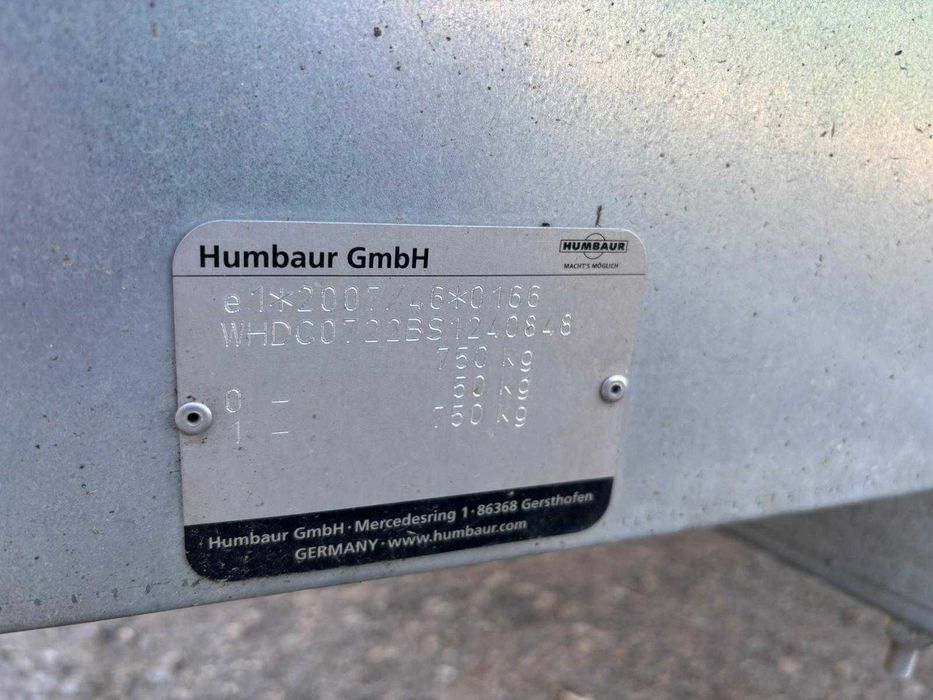 Humbaur GmbH
HUMBAUR
MACHT'S MÖGLICH
e1*2007/46*0166
WHDC0722BS1240848
750 kg
0 - 50 kg
1 - 750 kg
Humbaur GmbH · Mercedesring 1 · 86368 Gersthofen
GERMANY · www.humbaur.com